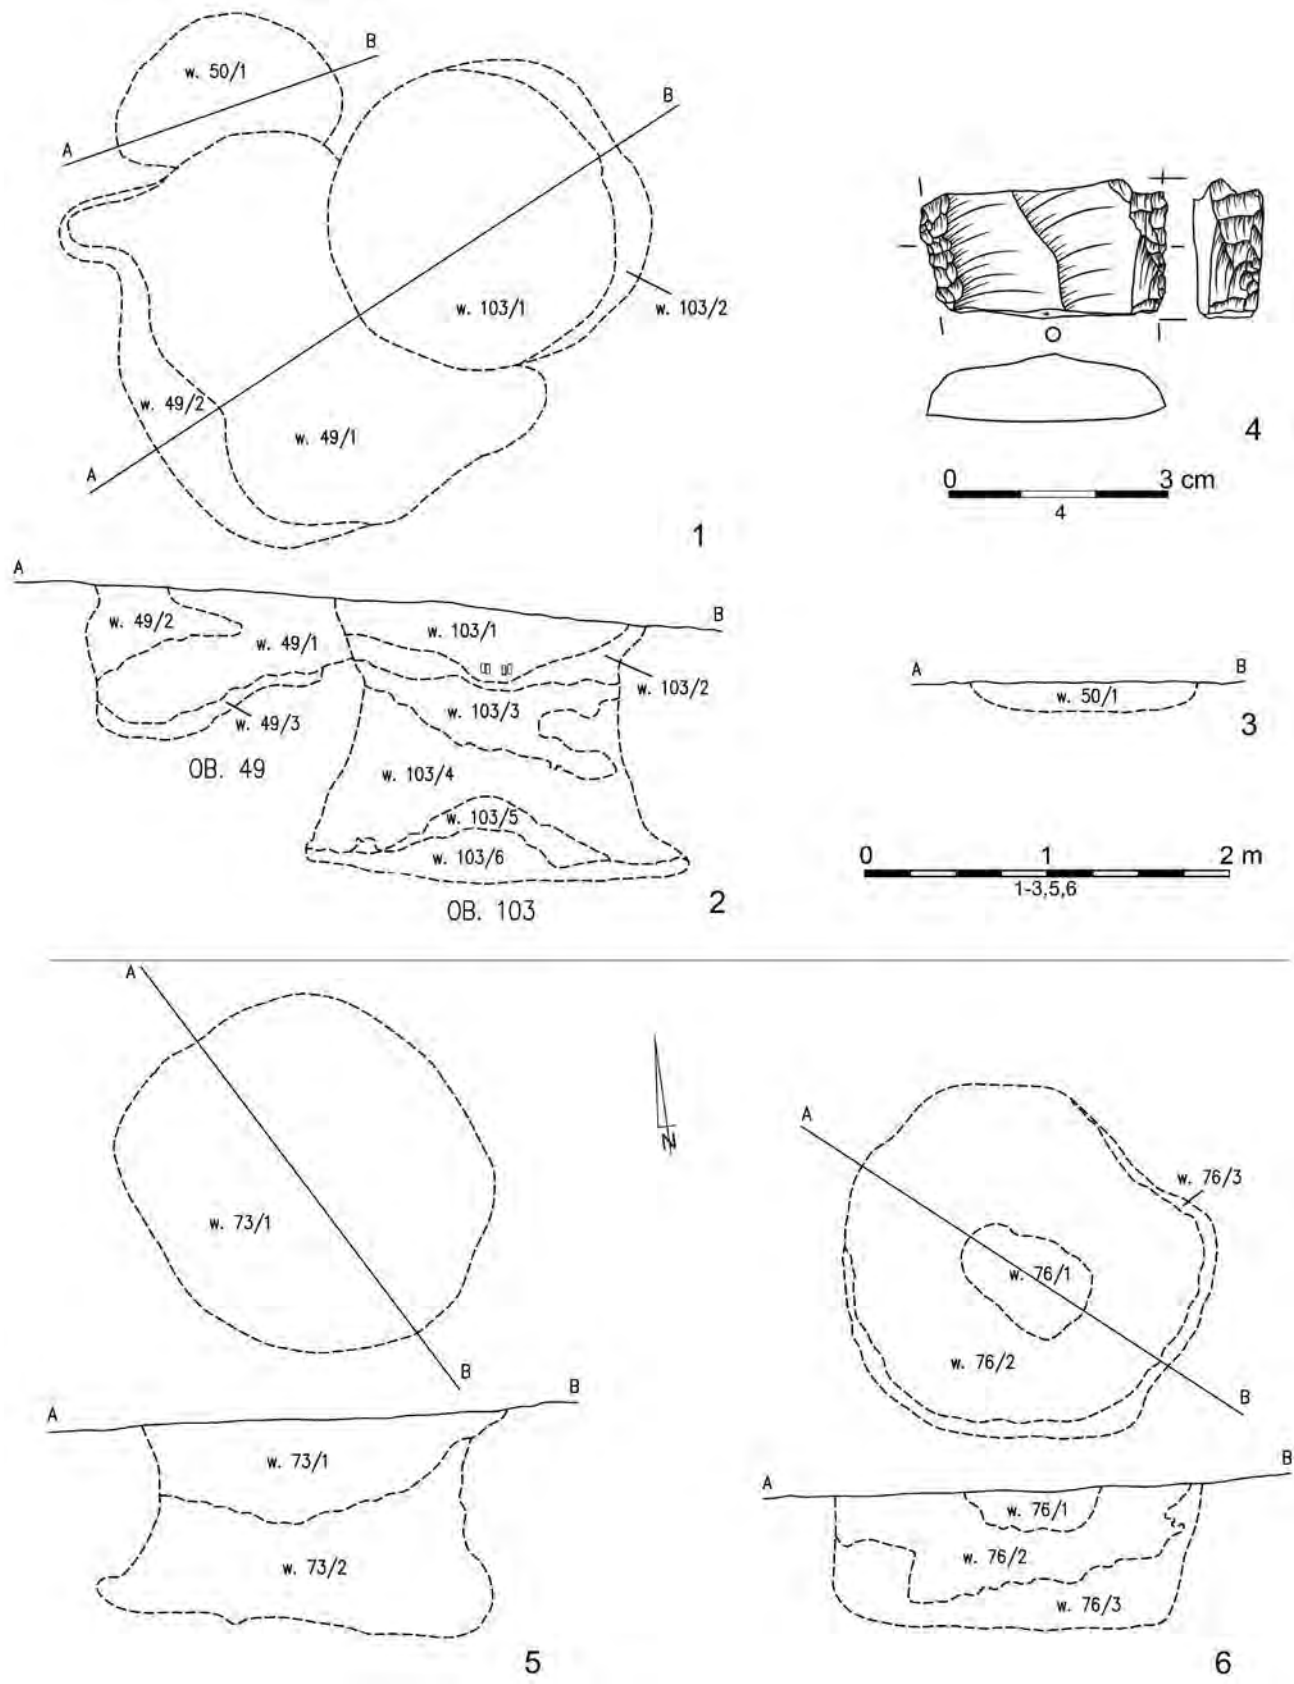 w. 50/1
B
A
B
w. 103/1
w. 103/2
w. 49/2
w. 49/1
A
1
4
0 3 cm
4
A
w. 49/2
w. 49/1
w. 103/1
B
w. 103/2
w. 103/3
w. 49/3
OB. 49
w. 103/4
w. 103/5
w. 103/6
OB. 103
2
A
B
w. 50/1
3
0 1 2 m
1-3,5,6
A
w. 73/1
B
N
A
w. 76/3
w. 76/1
w. 76/2
B
A
B
w. 73/1
w. 73/2
5
A
B
w. 76/1
w. 76/2
w. 76/3
6